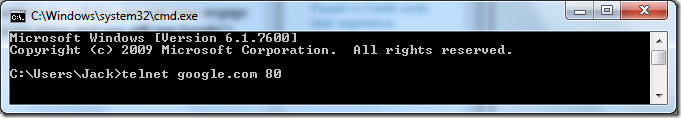 C:\Windows\system32\cmd.exe
Microsoft Windows [Version 6.1.7600]
Copyright (c) 2009 Microsoft Corporation.  All rights reserved.
C:\Users\Jack>telnet google.com 80